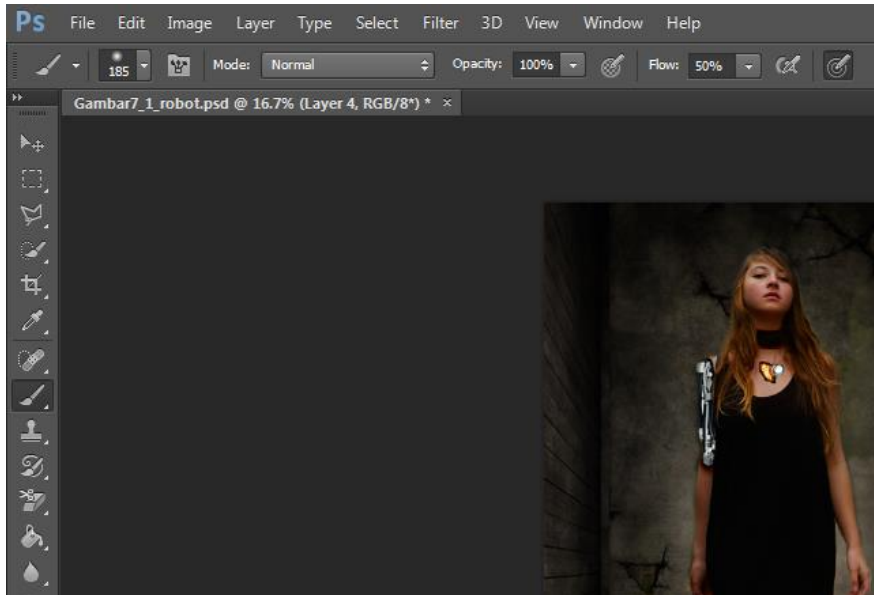 Ps File Edit Image Layer Type Select Filter 3D View Window Help
185 Mode: Normal Opacity: 100% Flow: 50%
Gambar7_1_robot.psd @ 16.7% (Layer 4, RGB/8*) * ×